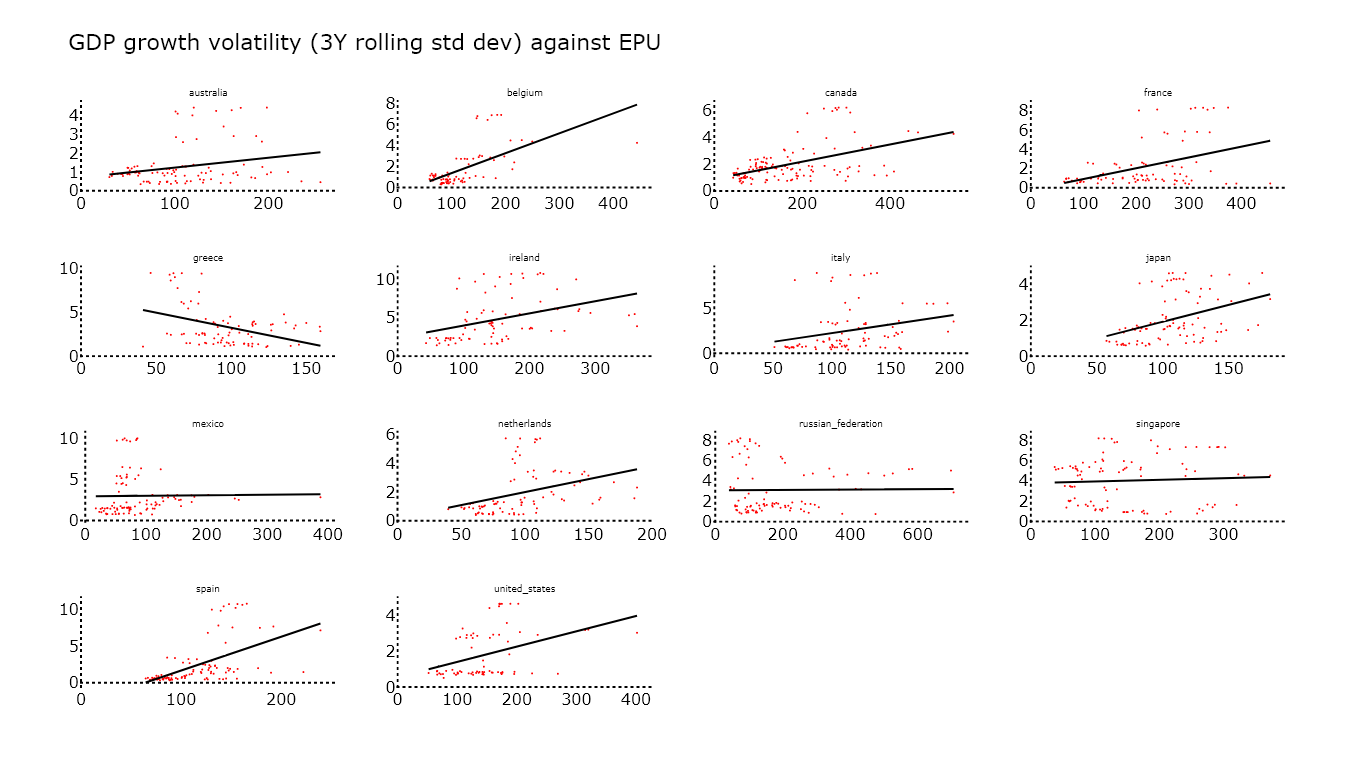 GDP growth volatility (3Y rolling std dev) against EPU
australia
4
3
2
1
0
0 100 200
belgium
8
6
4
2
0
0 100 200 300 400
canada
6
4
2
0
0 200 400
france
8
6
4
2
0
0 100 200 300 400
greece
10
5
0
0 50 100 150
ireland
10
5
0
0 100 200 300
italy
5
0
0 50 100 150 200
japan
4
2
0
0 50 100 150
mexico
10
5
0
0 100 200 300 400
netherlands
6
4
2
0
0 50 100 150 200
russian_federation
8
6
4
2
0
0 200 400 600
singapore
8
6
4
2
0
0 100 200 300
spain
10
5
0
0 100 200
united_states
4
2
0
0 100 200 300 400